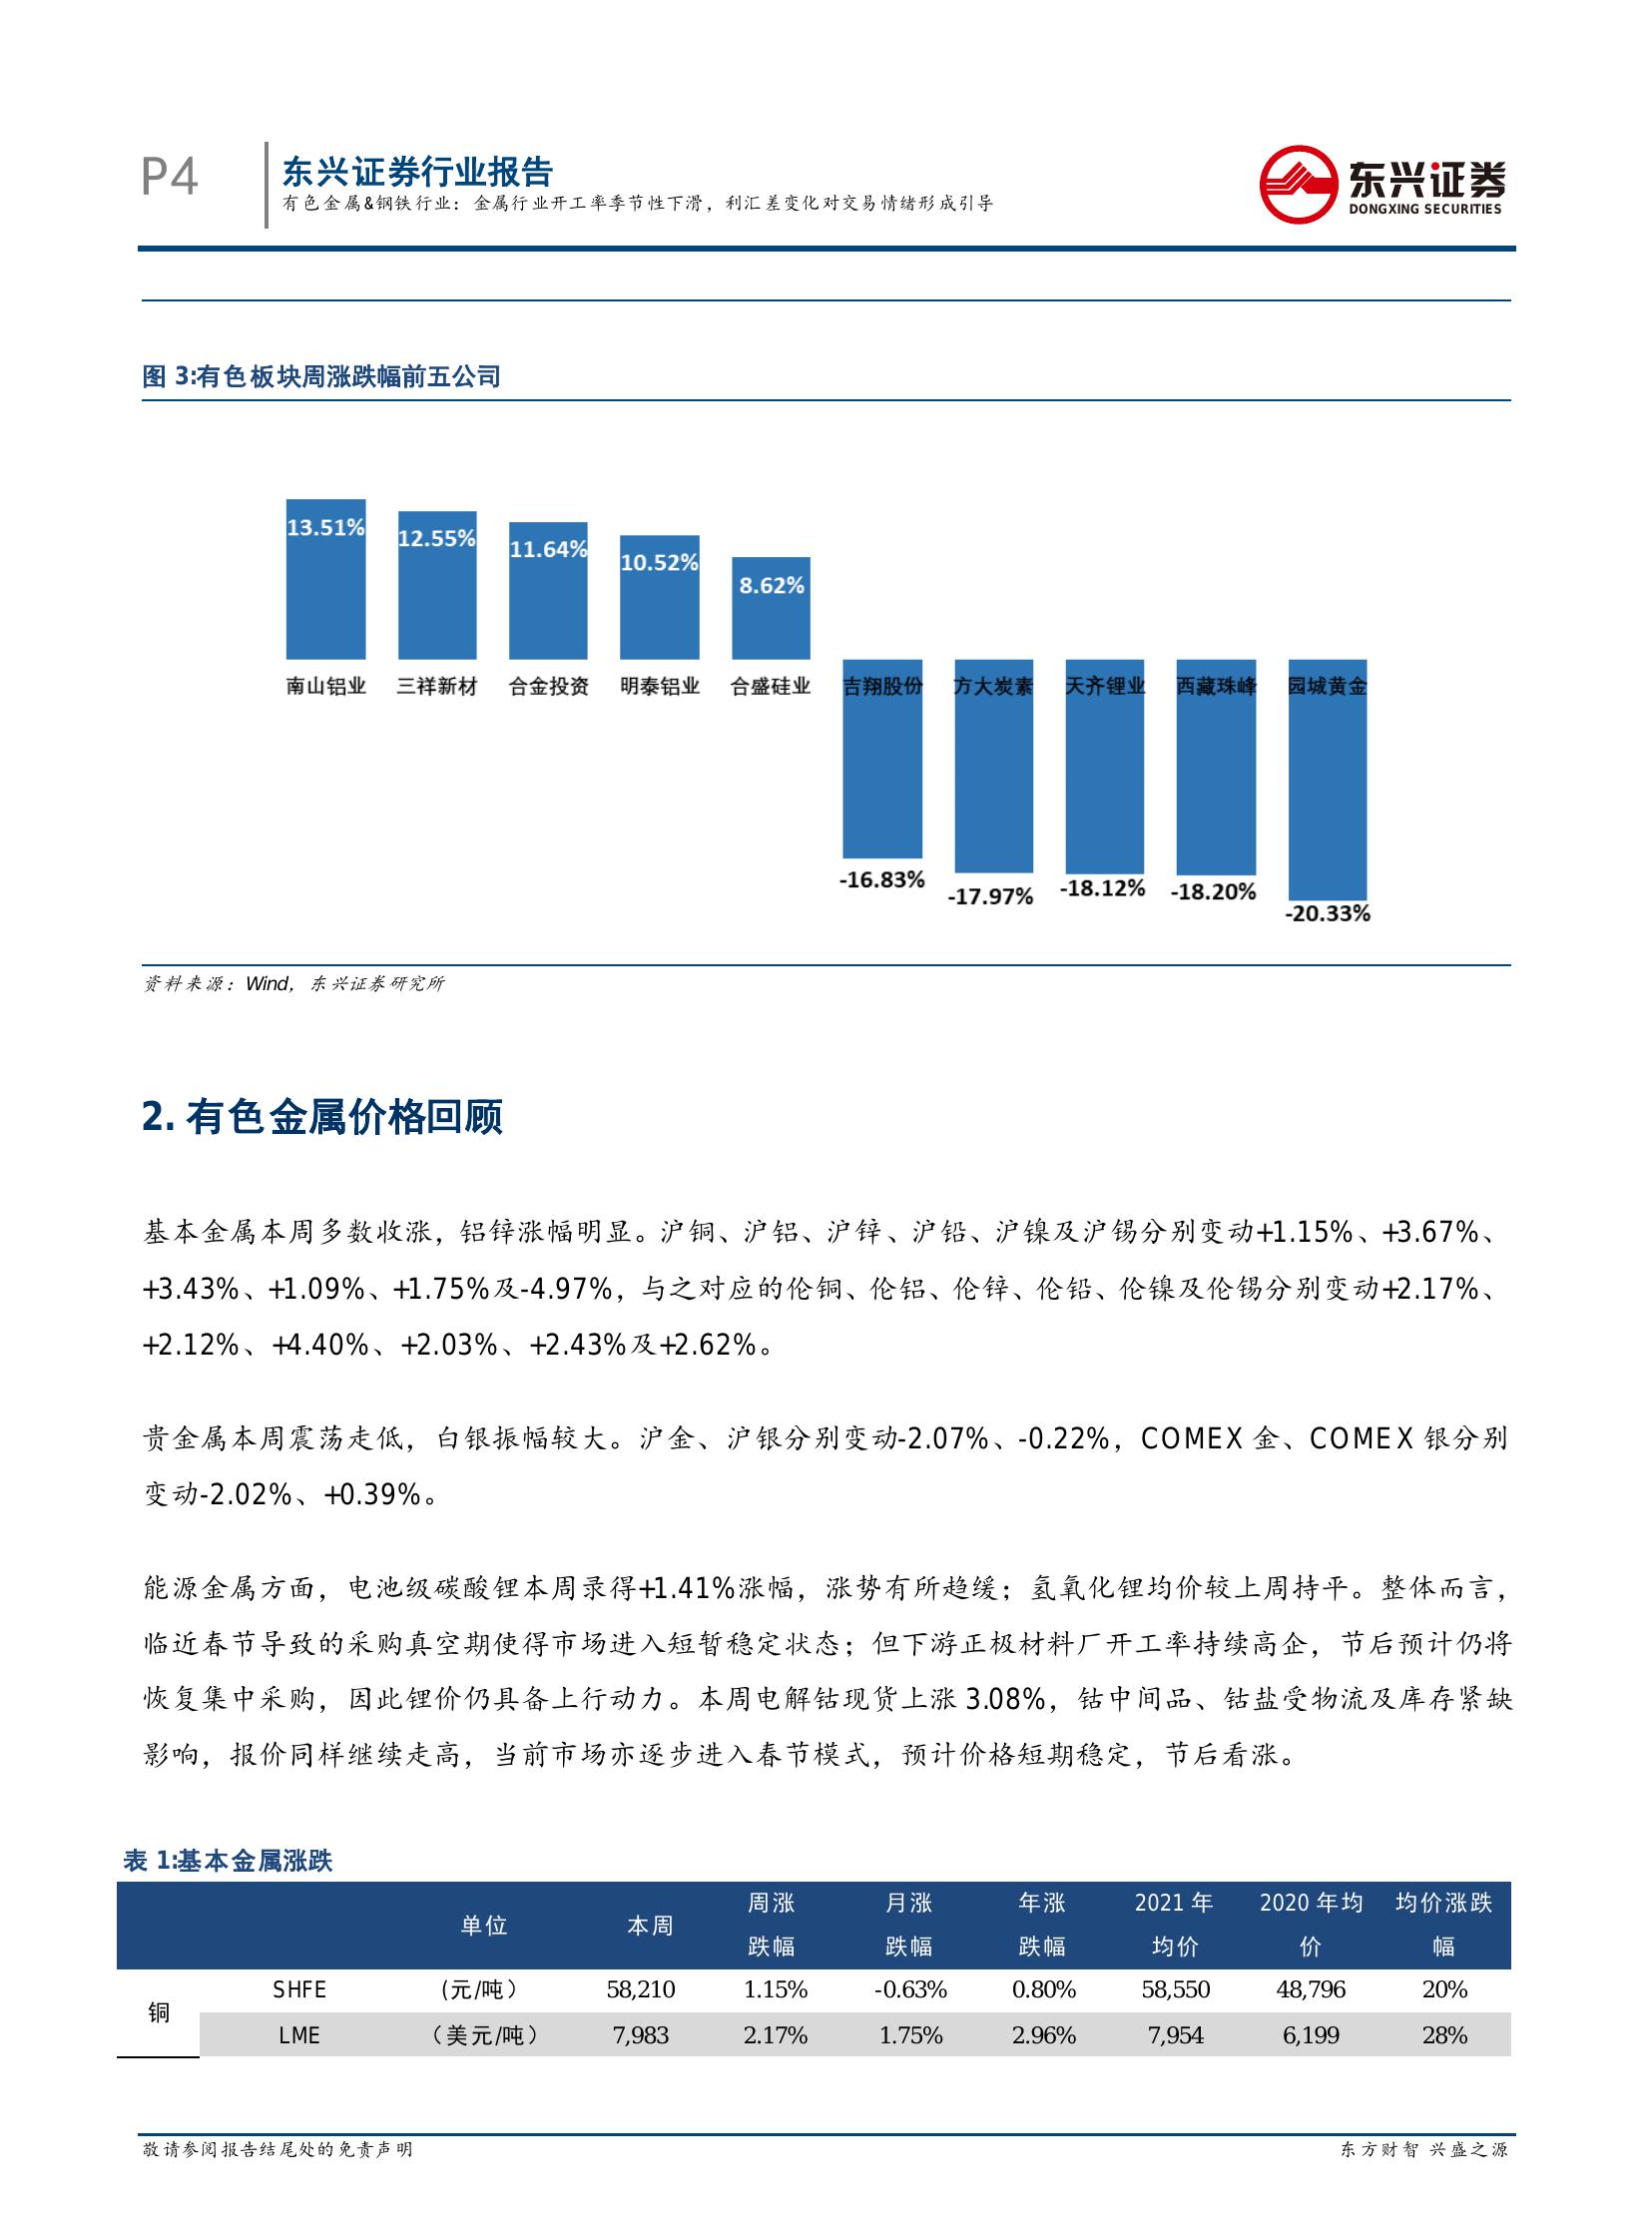 P4
东兴证券行业报告
有色金属&钢铁行业：金属行业开工率季节性下滑，利汇差变化对交易情绪形成引导
东兴证券
DONGXING SECURITIES
图 3:有色板块周涨跌幅前五公司
13.51% 12.55% 11.64% 10.52% 8.62%
南山铝业 三祥新材 合金投资 明泰铝业 合盛硅业 吉翔股份 方大炭素 天齐锂业 西藏珠峰 园城黄金
-16.83% -17.97% -18.12% -18.20% -20.33%
资料来源：Wind，东兴证券研究所
2. 有色金属价格回顾
基本金属本周多数收涨，铝锌涨幅明显。沪铜、沪铝、沪锌、沪铅、沪镍及沪锡分别变动+1.15%、+3.67%、
+3.43%、+1.09%、+1.75%及-4.97%，与之对应的伦铜、伦铝、伦锌、伦铅、伦镍及伦锡分别变动+2.17%、
+2.12%、+4.40%、+2.03%、+2.43%及+2.62%。
贵金属本周震荡走低，白银振幅较大。沪金、沪银分别变动-2.07%、-0.22%，COMEX 金、COMEX 银分别
变动-2.02%、+0.39%。
能源金属方面，电池级碳酸锂本周录得+1.41%涨幅，涨势有所趋缓；氢氧化锂均价较上周持平。整体而言，
临近春节导致的采购真空期使得市场进入短暂稳定状态；但下游正极材料厂开工率持续高企，节后预计仍将
恢复集中采购，因此锂价仍具备上行动力。本周电解钴现货上涨 3.08%，钴中间品、钴盐受物流及库存紧缺
影响，报价同样继续走高，当前市场亦逐步进入春节模式，预计价格短期稳定，节后看涨。
表 1:基本金属涨跌
单位 本周 周涨跌幅 月涨跌幅 年涨跌幅 2021 年均价 2020 年均价 均价涨跌幅
铜 SHFE (元/吨） 58,210 1.15% -0.63% 0.80% 58,550 48,796 20%
LME （美元/吨） 7,983 2.17% 1.75% 2.96% 7,954 6,199 28%
敬请参阅报告结尾处的免责声明 东方财智 兴盛之源